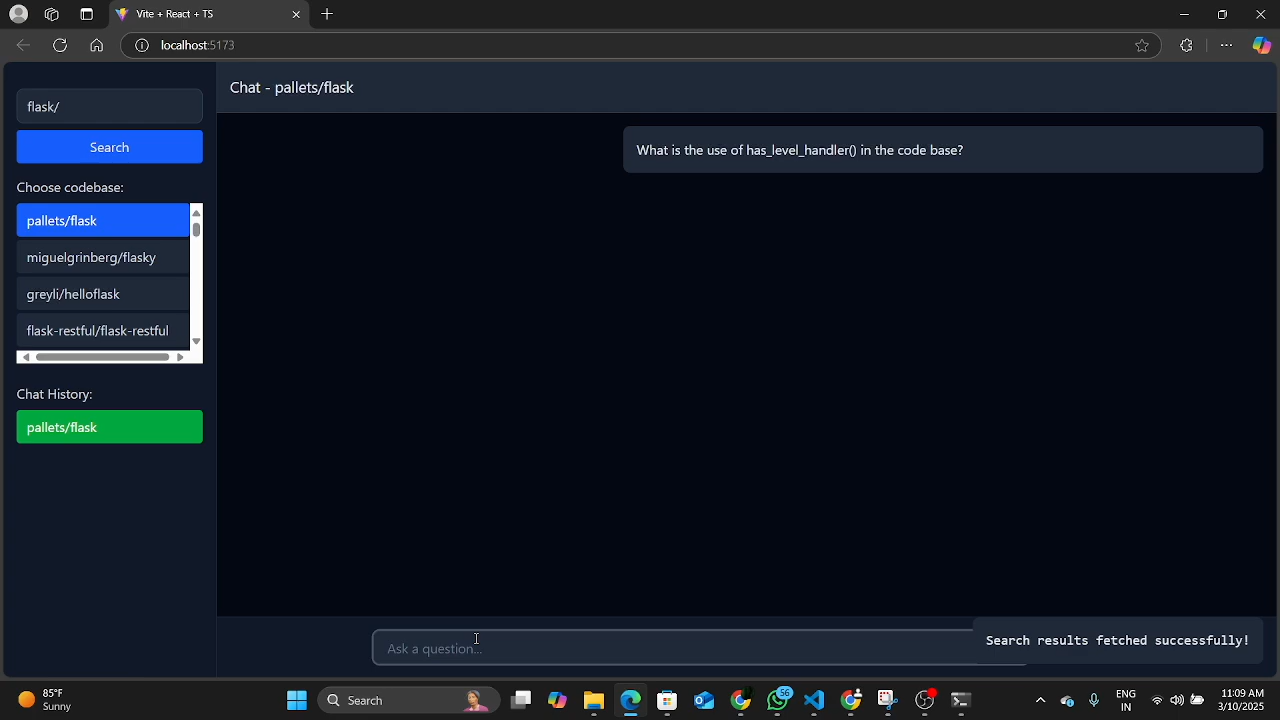 Vite + React + TS
localhost:5173
flask/
Search
Choose codebase:
pallets/flask
miguelgrinberg/flasky
greyli/helloflask
flask-restful/flask-restful
Chat History:
pallets/flask
Chat - pallets/flask
What is the use of has_level_handler() in the code base?
Ask a question...
Search results fetched successfully!
85°F
Sunny
Search
56
ENG
IN
11:09 AM
3/10/2025